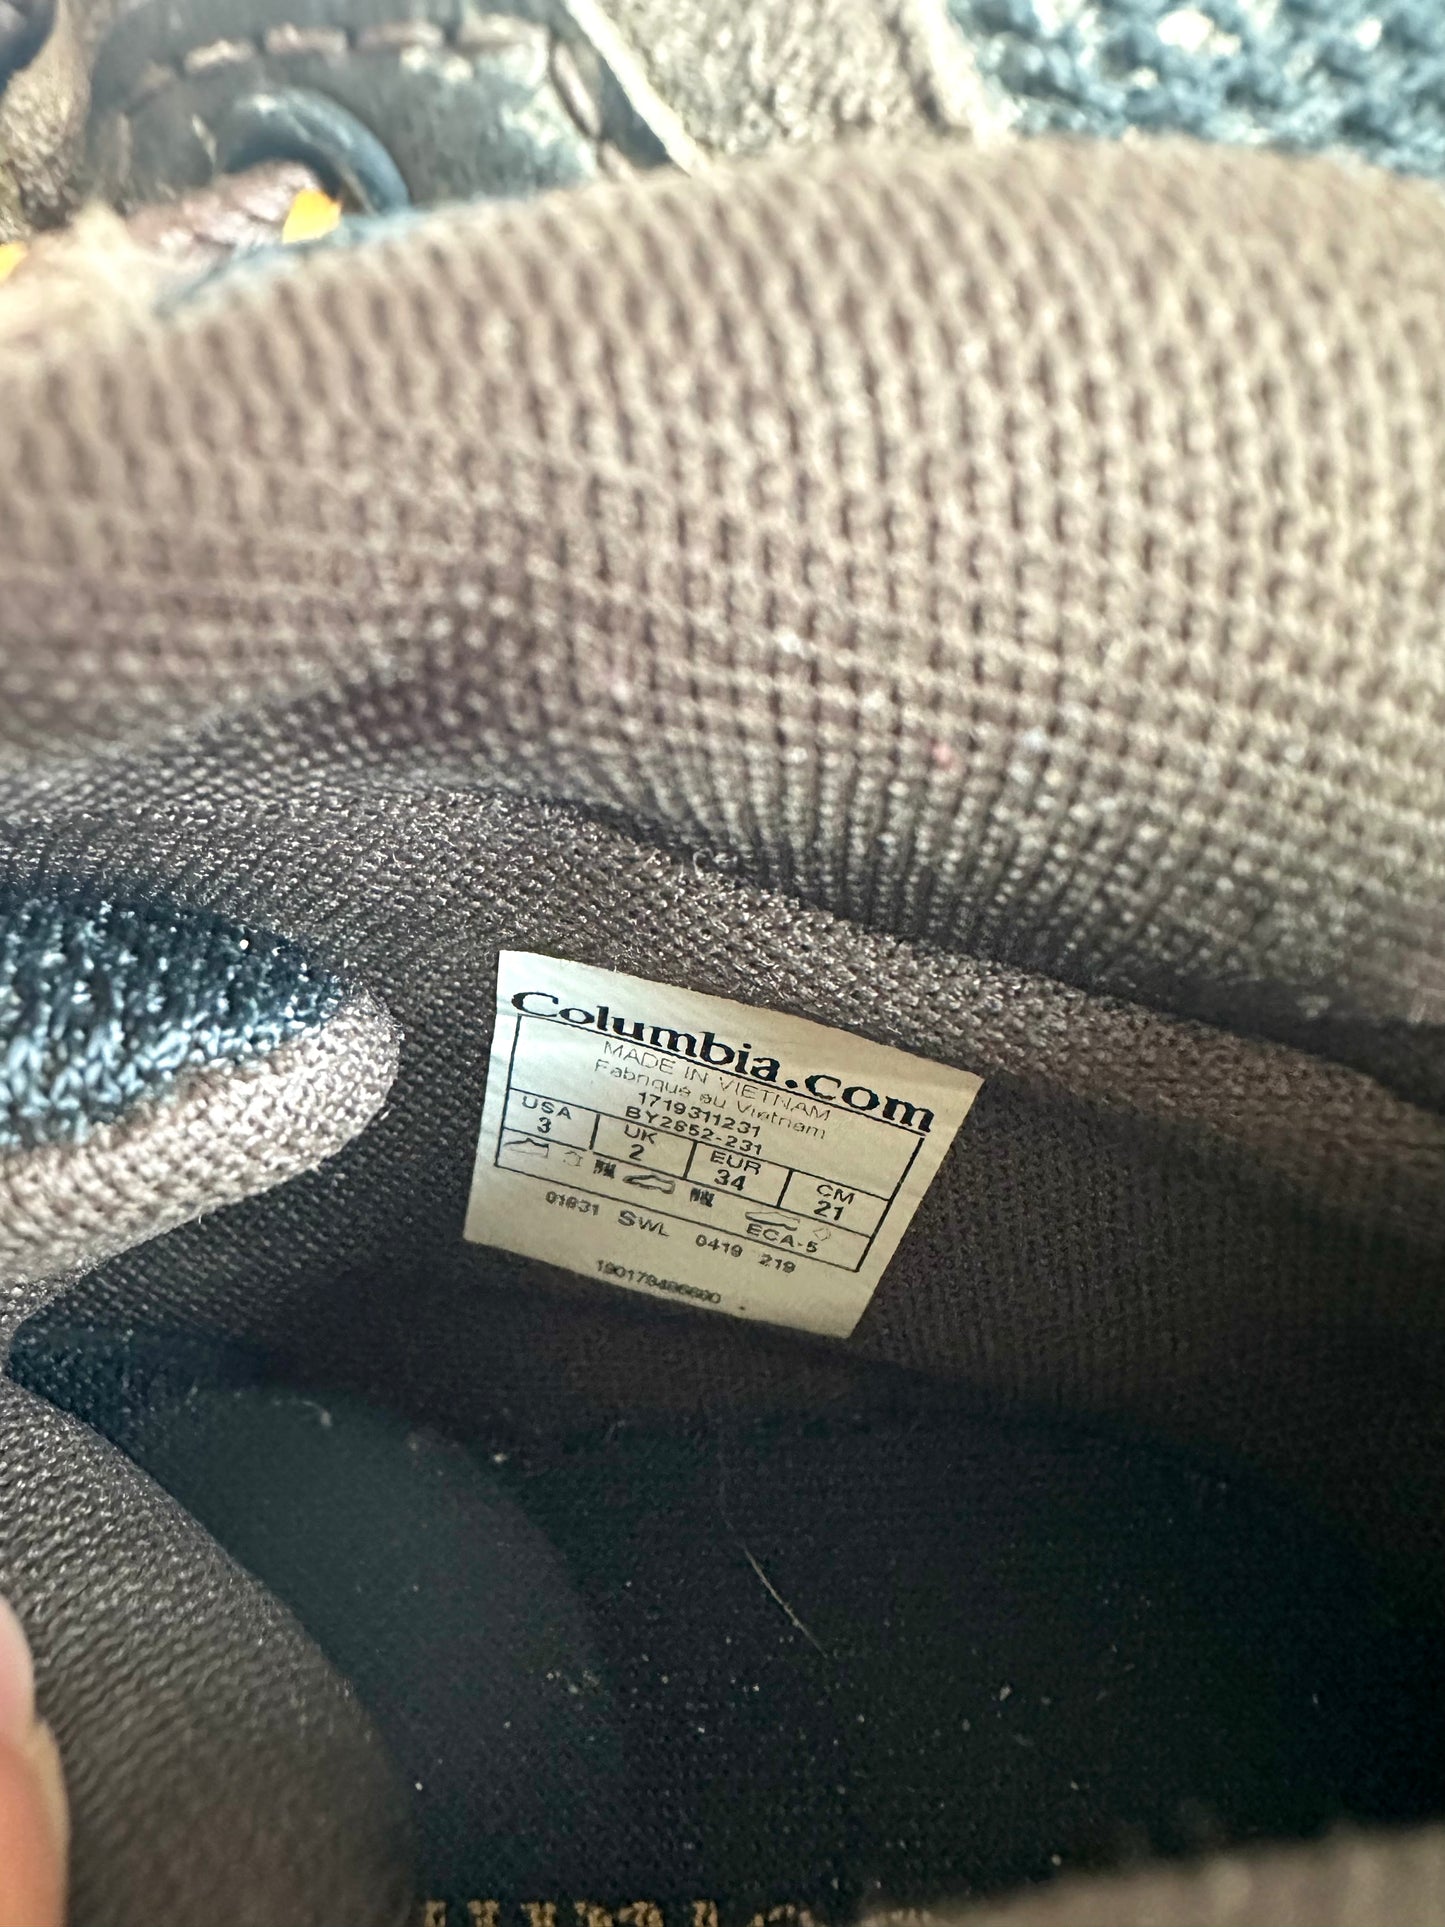 Columbia.com
MADE IN VIETNAM
Fabriqué au Vietnam
1719311231
BY2652-231
USA UK EUR CM
3 2 34 21
ECA-5
01831 SWL 0419 219